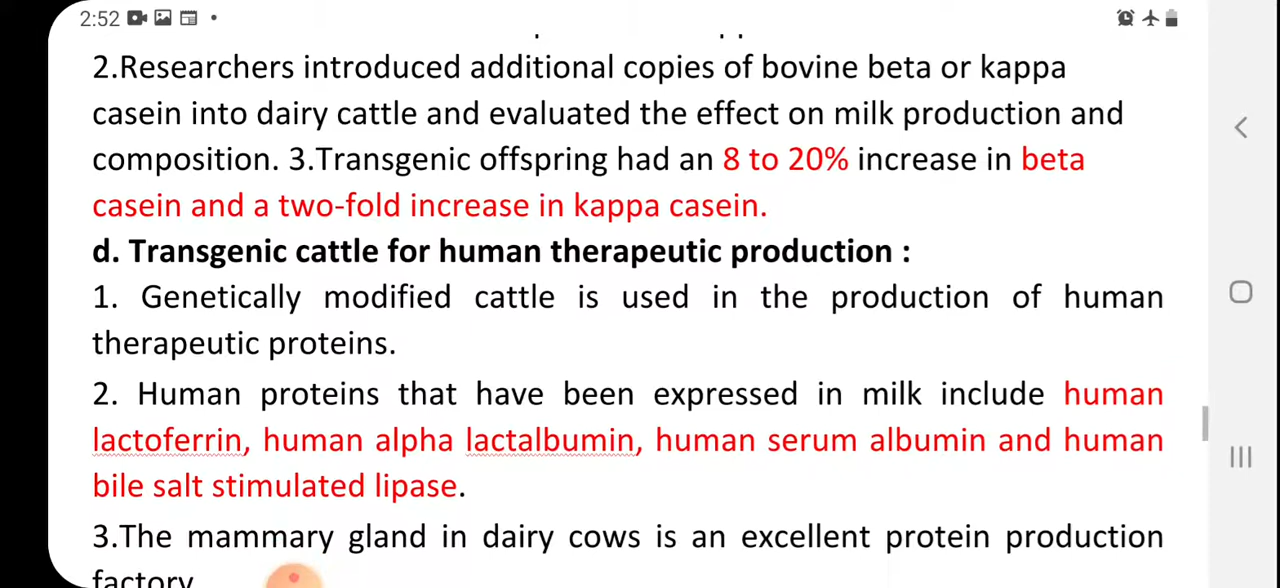 2:52
2.Researchers introduced additional copies of bovine beta or kappa
casein into dairy cattle and evaluated the effect on milk production and
composition. 3.Transgenic offspring had an 8 to 20% increase in beta
casein and a two-fold increase in kappa casein.
d. Transgenic cattle for human therapeutic production :
1. Genetically modified cattle is used in the production of human
therapeutic proteins.
2. Human proteins that have been expressed in milk include human
lactoferrin, human alpha lactalbumin, human serum albumin and human
bile salt stimulated lipase.
3.The mammary gland in dairy cows is an excellent protein production
factory